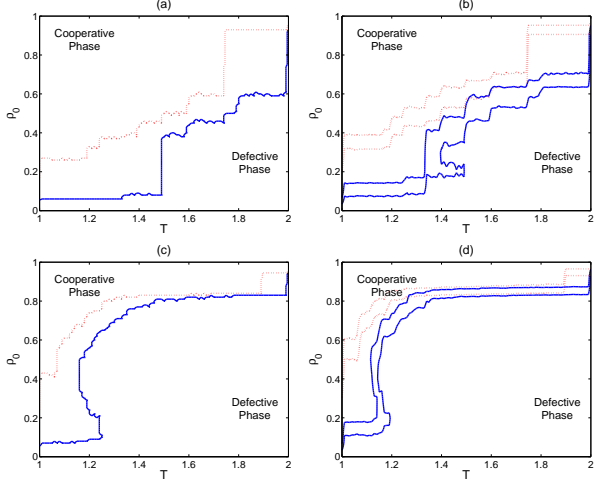 (a)
Cooperative
Phase
Defective
Phase
ρ0
T
0
0.2
0.4
0.6
0.8
1
1
1.2
1.4
1.6
1.8
2
(b)
Cooperative
Phase
Defective
Phase
ρ0
T
0
0.2
0.4
0.6
0.8
1
1
1.2
1.4
1.6
1.8
2
(c)
Cooperative
Phase
Defective
Phase
ρ0
T
0
0.2
0.4
0.6
0.8
1
1
1.2
1.4
1.6
1.8
2
(d)
Cooperative
Phase
Defective
Phase
ρ0
T
0
0.2
0.4
0.6
0.8
1
1
1.2
1.4
1.6
1.8
2